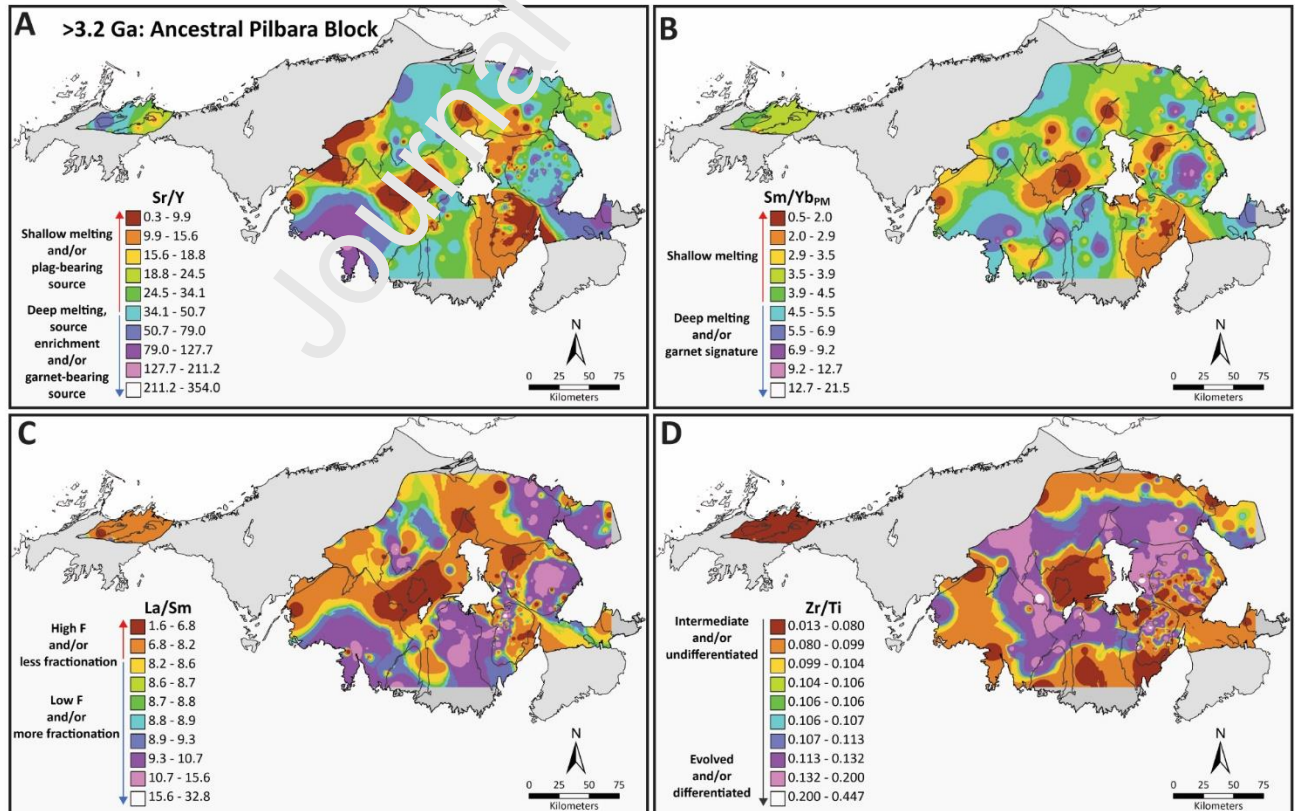 A
>3.2 Ga: Ancestral Pilbara Block
Journal
Sr/Y
Shallow melting
and/or
plag-bearing
source
Deep melting,
source
enrichment
and/or
garnet-bearing
source
0.3 - 9.9
9.9 - 15.6
15.6 - 18.8
18.8 - 24.5
24.5 - 34.1
34.1 - 50.7
50.7 - 79.0
79.0 - 127.7
127.7 - 211.2
211.2 - 354.0
N
0 25 50 75
Kilometers
B
Sm/YbPM
Shallow melting
Deep melting
and/or
garnet signature
0.5- 2.0
2.0 - 2.9
2.9 - 3.5
3.5 - 3.9
3.9 - 4.5
4.5 - 5.5
5.5 - 6.9
6.9 - 9.2
9.2 - 12.7
12.7 - 21.5
N
0 25 50 75
Kilometers
C
La/Sm
High F
and/or
less fractionation
Low F
and/or
more fractionation
1.6 - 6.8
6.8 - 8.2
8.2 - 8.6
8.6 - 8.7
8.7 - 8.8
8.8 - 8.9
8.9 - 9.3
9.3 - 10.7
10.7 - 15.6
15.6 - 32.8
N
0 25 50 75
Kilometers
D
Zr/Ti
Intermediate
and/or
undifferentiated
Evolved
and/or
differentiated
0.013 - 0.080
0.080 - 0.099
0.099 - 0.104
0.104 - 0.106
0.106 - 0.106
0.106 - 0.107
0.107 - 0.113
0.113 - 0.132
0.132 - 0.200
0.200 - 0.447
N
0 25 50 75
Kilometers